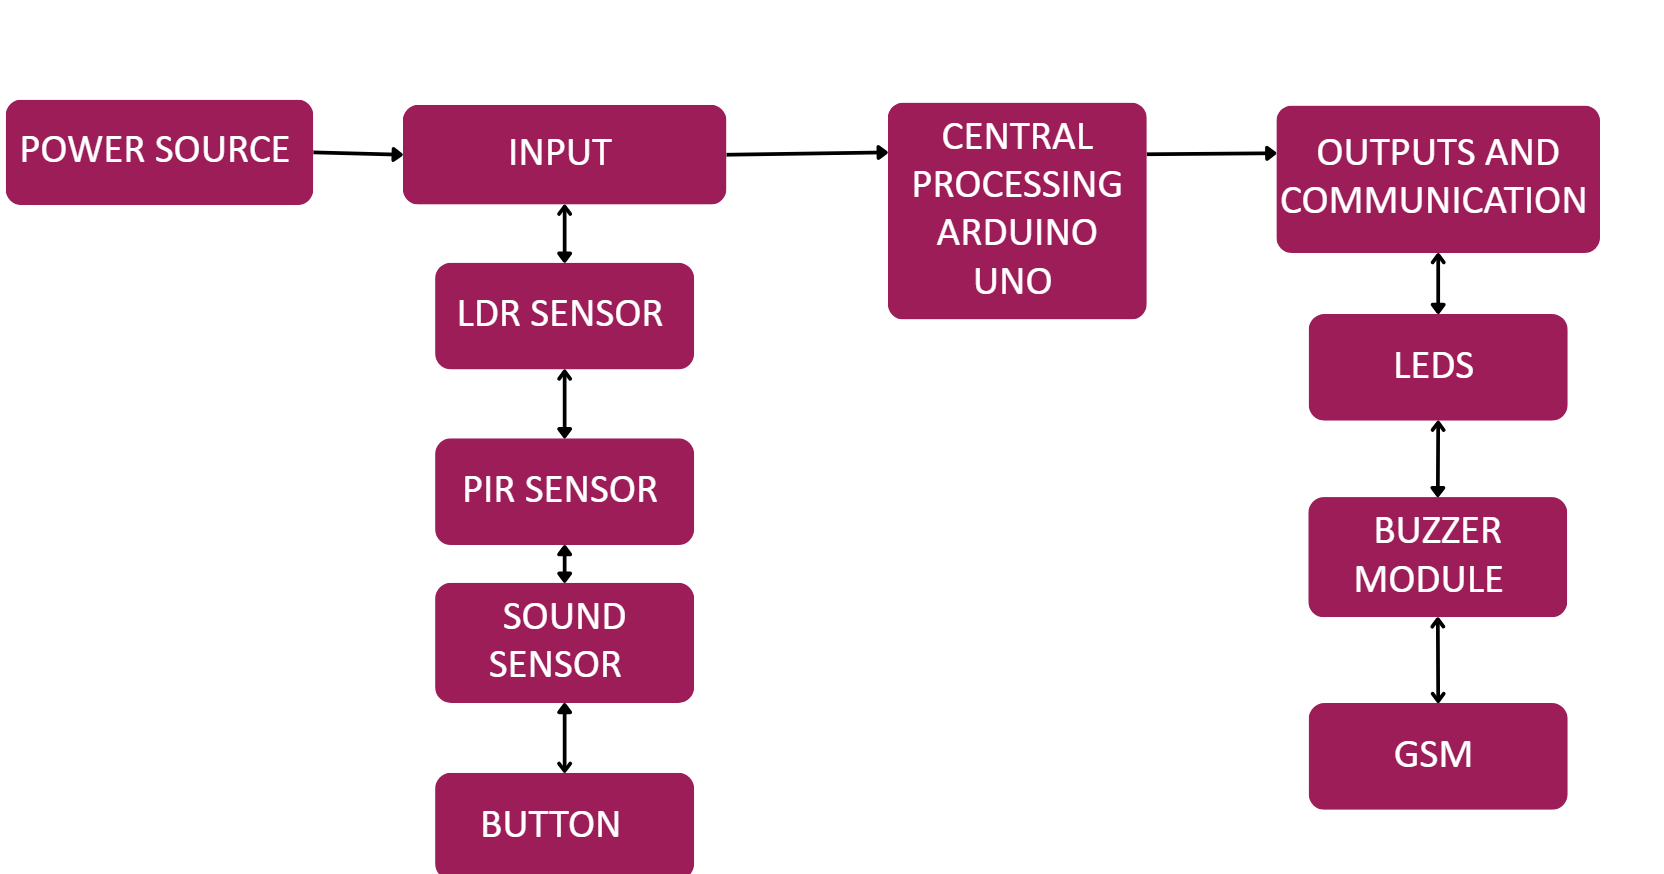 POWER SOURCE
INPUT
CENTRAL
PROCESSING
ARDUINO
UNO
OUTPUTS AND
COMMUNICATION
LDR SENSOR
PIR SENSOR
SOUND
SENSOR
BUTTON
LEDS
BUZZER
MODULE
GSM